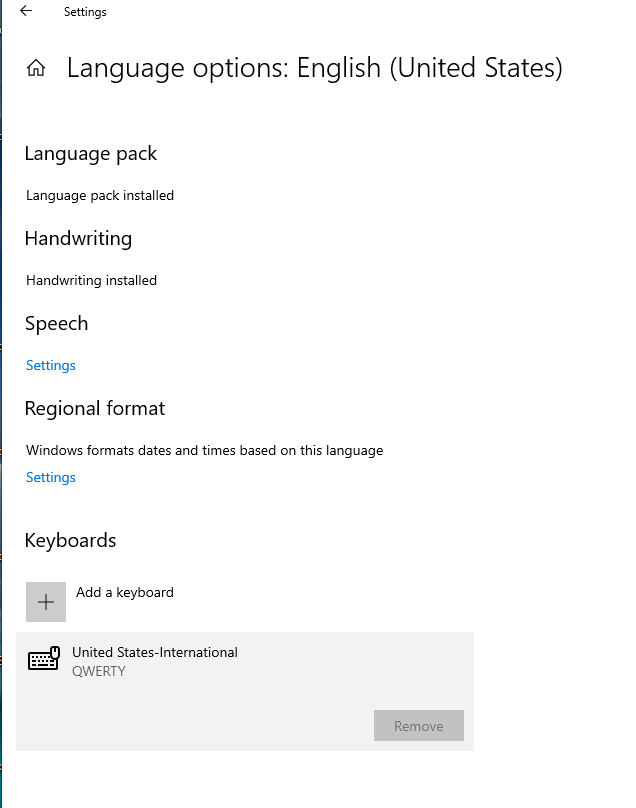 Settings
Language options: English (United States)
Language pack
Language pack installed
Handwriting
Handwriting installed
Speech
Settings
Regional format
Windows formats dates and times based on this language
Settings
Keyboards
Add a keyboard
United States-International
QWERTY
Remove